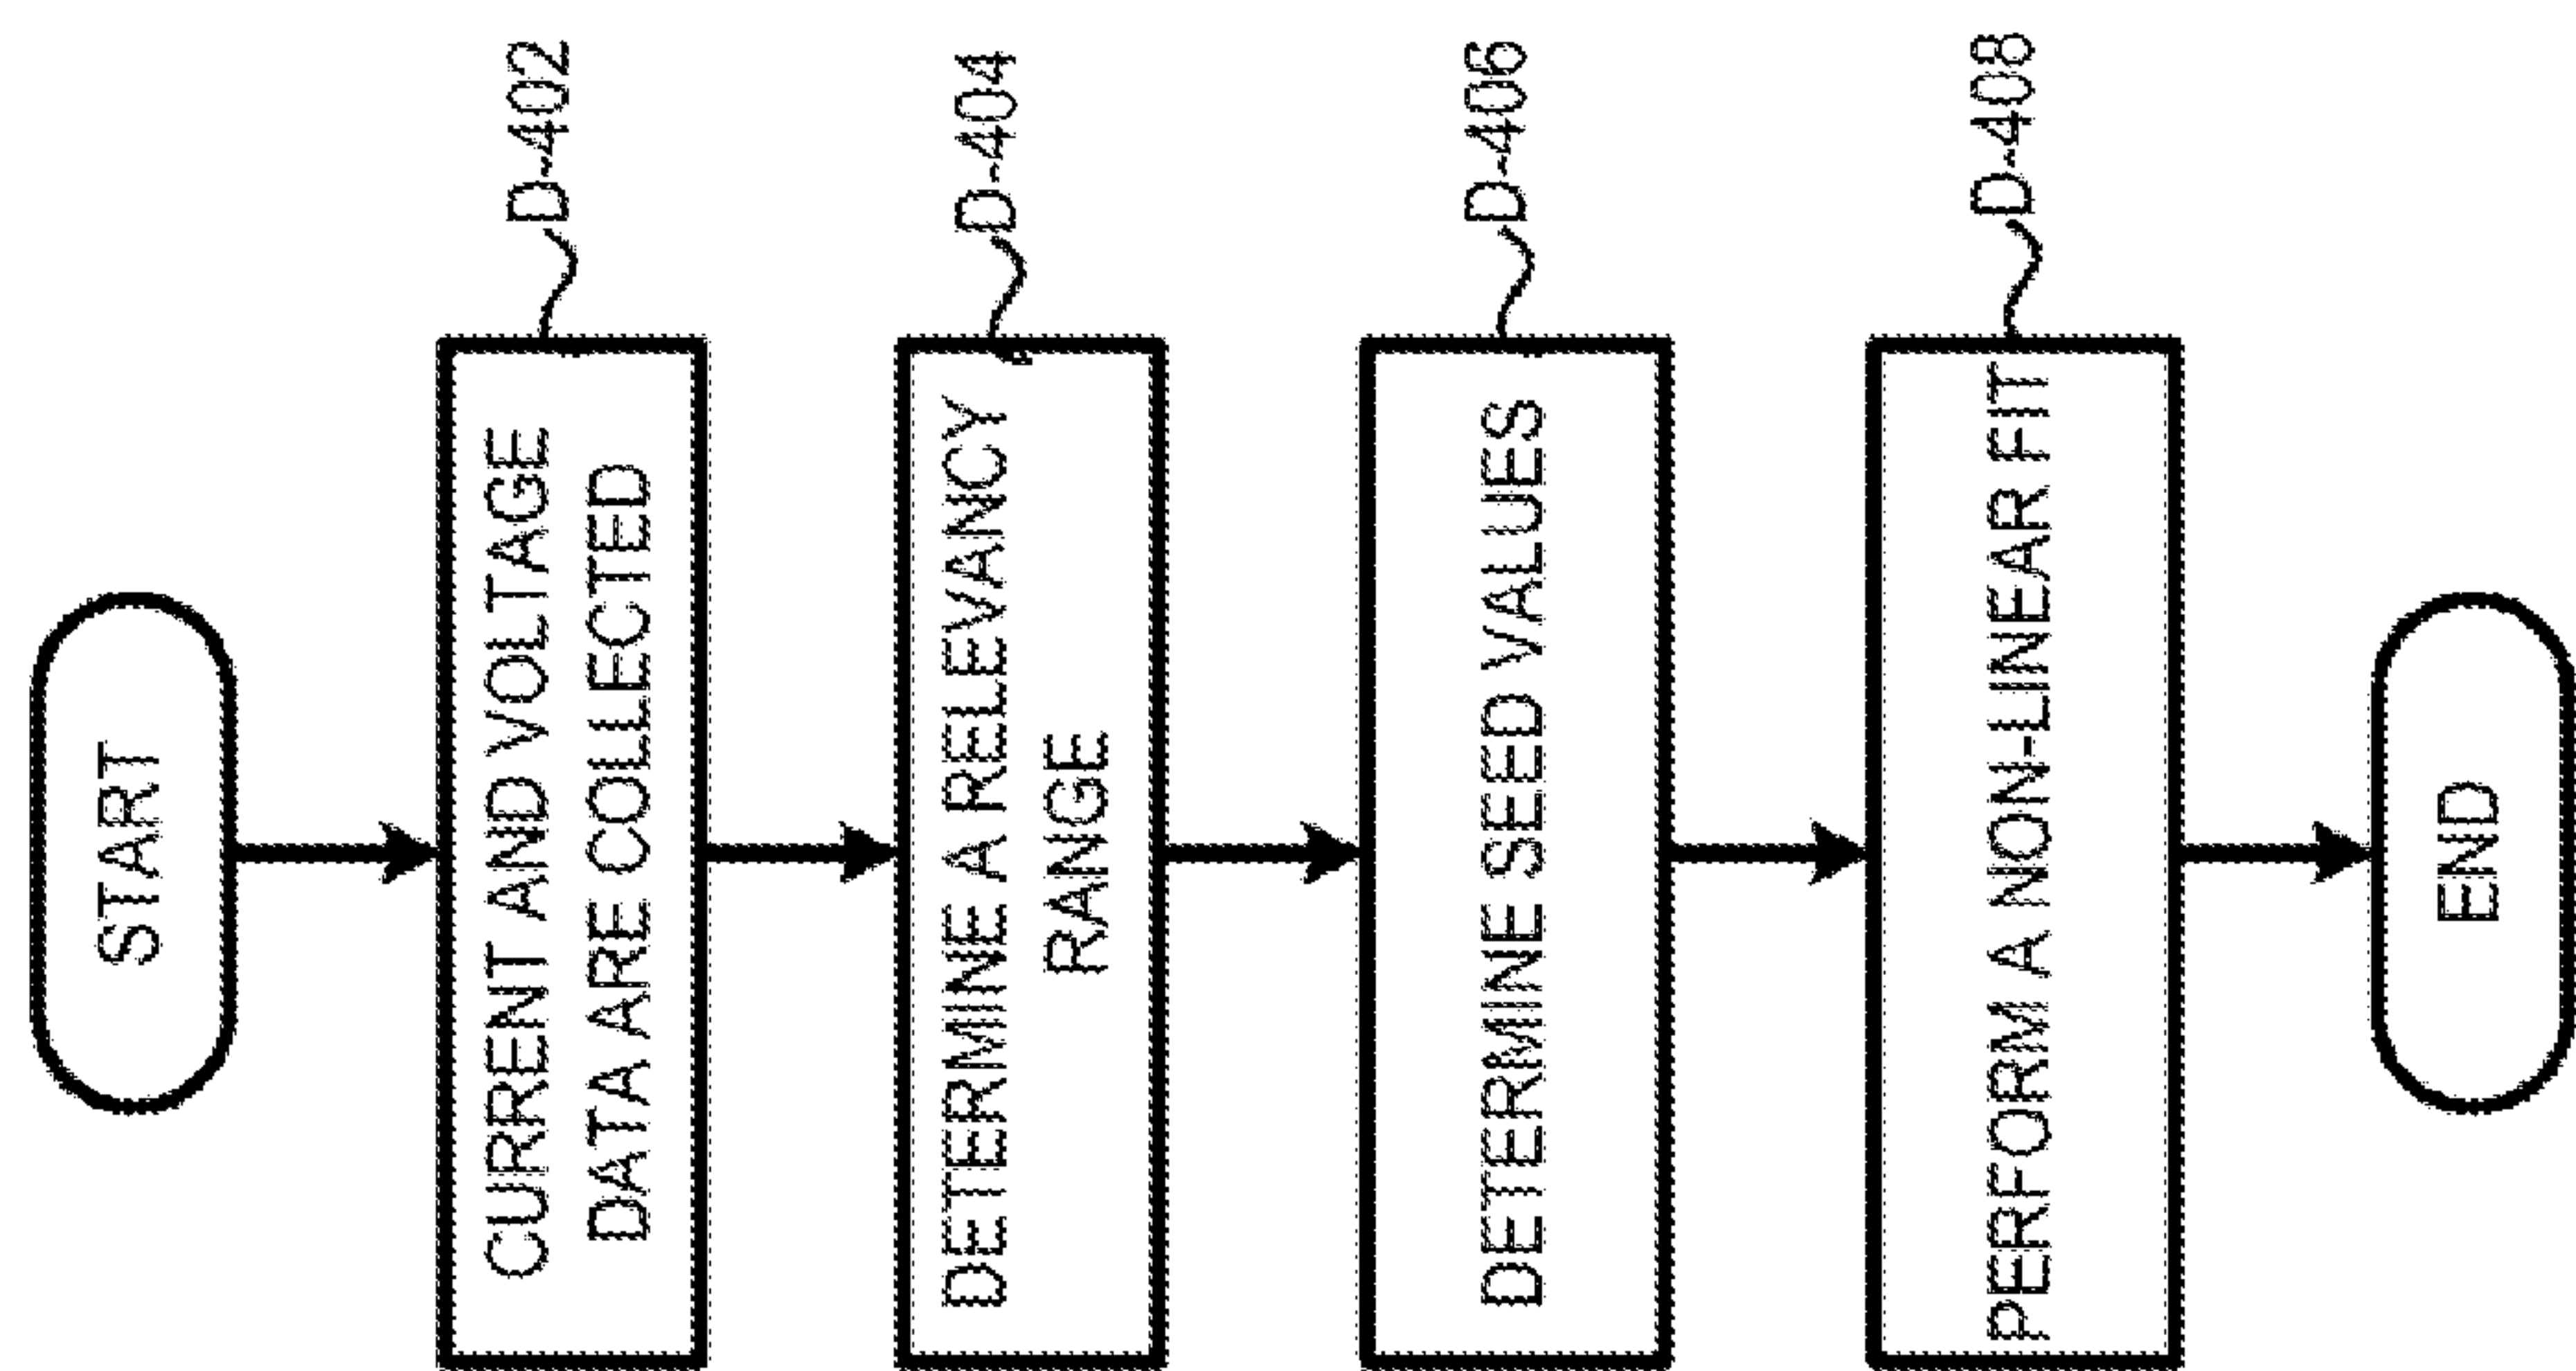 START
D-402
CURRENT AND VOLTAGE
DATA ARE COLLECTED
D-404
DETERMINE A RELEVANCY
RANGE
D-406
DETERMINE SEED VALUES
D-408
PERFORM A NON-LINEAR FIT
END